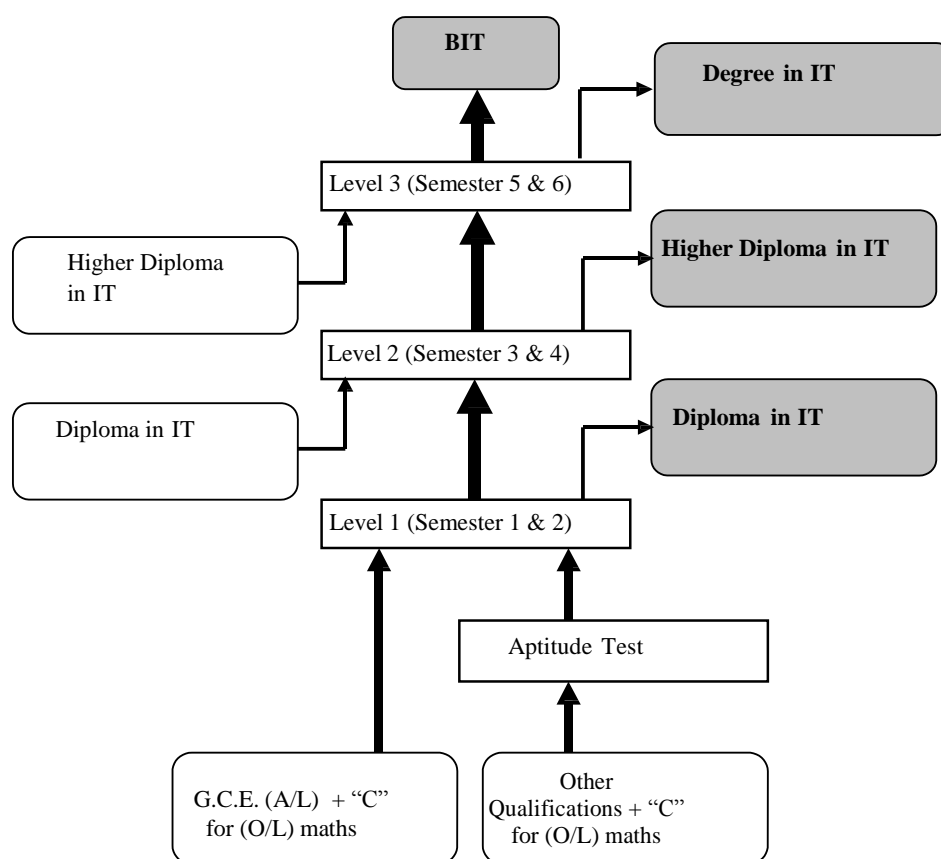 BIT
Degree in IT
Level 3 (Semester 5 & 6)
Higher Diploma
in IT
Higher Diploma in IT
Level 2 (Semester 3 & 4)
Diploma in IT
Diploma in IT
Level 1 (Semester 1 & 2)
Aptitude Test
G.C.E. (A/L) + “C”
for (O/L) maths
Other
Qualifications + “C”
for (O/L) maths